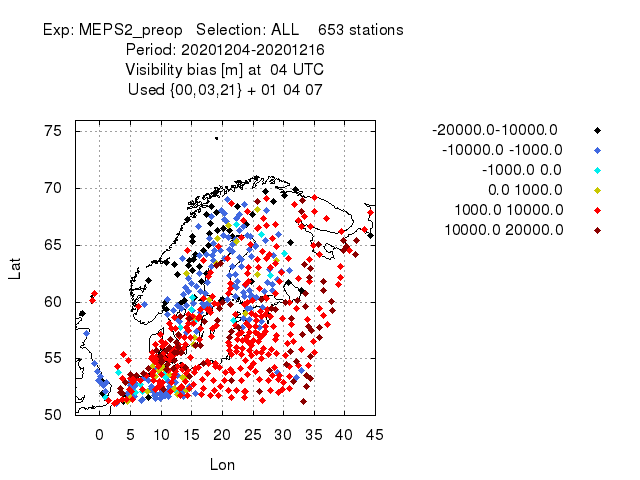 Exp: MEPS2_preop   Selection: ALL    653 stations
Period: 20201204-20201216
Visibility bias [m] at  04 UTC
Used {00,03,21} + 01 04 07
-20000.0-10000.0
-10000.0 -1000.0
-1000.0 0.0
0.0 1000.0
1000.0 10000.0
10000.0 20000.0
75
70
65
60
55
50
Lat
0 5 10 15 20 25 30 35 40 45
Lon